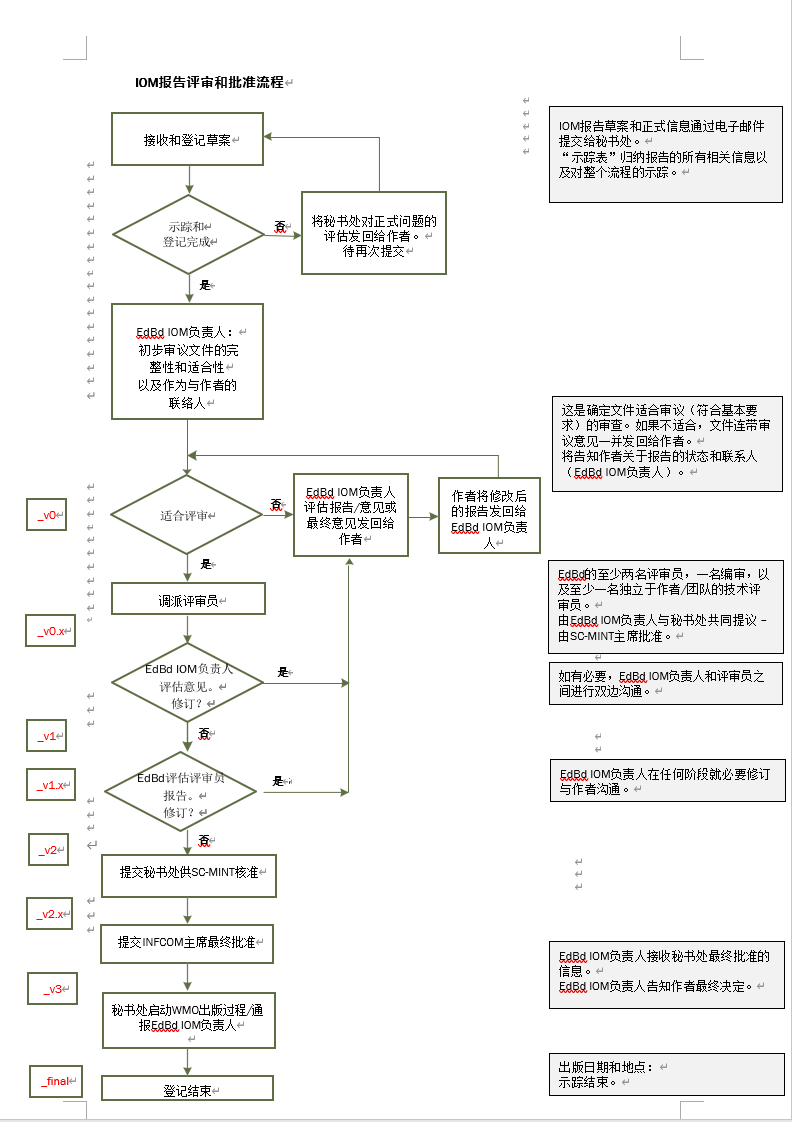 IOM报告评审和批准流程
接收和登记草案
IOM报告草案和正式信息通过电子邮件
提交给秘书处。
“示踪表”归纳报告的所有相关信息以
及对整个流程的示踪。
示踪和
登记完成
否
将秘书处对正式问题的
评估发回给作者。
待再次提交
是
EdBd IOM负责人：
初步审议文件的完
整性和适合性
以及作为与作者的
联络人
这是确定文件适合审议（符合基本要
求）的审查。如果不适合，文件连带审
议意见一并发回给作者。
将告知作者关于报告的状态和联系人
（EdBd IOM负责人）。
_v0
适合评审
否
EdBd IOM负责人
评估报告/意见或
最终意见发回给
作者
作者将修改后
的报告发回给
EdBd IOM负责
人
是
调派评审员
EdBd的至少两名评审员，一名编审，以
及至少一名独立于作者/团队的技术评
审员。
由EdBd IOM负责人与秘书处共同提议 –
由SC-MINT主席批准。
_v0.x
EdBd IOM负责人
评估意见。
修订？
是
如有必要，EdBd IOM负责人和评审员之
间进行双边沟通。
_v1
否
_v1.x
EdBd评估评审员
报告。
修订？
是
EdBd IOM负责人在任何阶段就必要修订
与作者沟通。
否
_v2
提交秘书处供SC-MINT核准
_v2.x
提交INFCOM主席最终批准
EdBd IOM负责人接收秘书处最终批准的
信息。
EdBd IOM负责人告知作者最终决定。
_v3
秘书处启动WMO出版过程/通
报EdBd IOM负责人
_final
登记结束
出版日期和地点：
示踪结束。